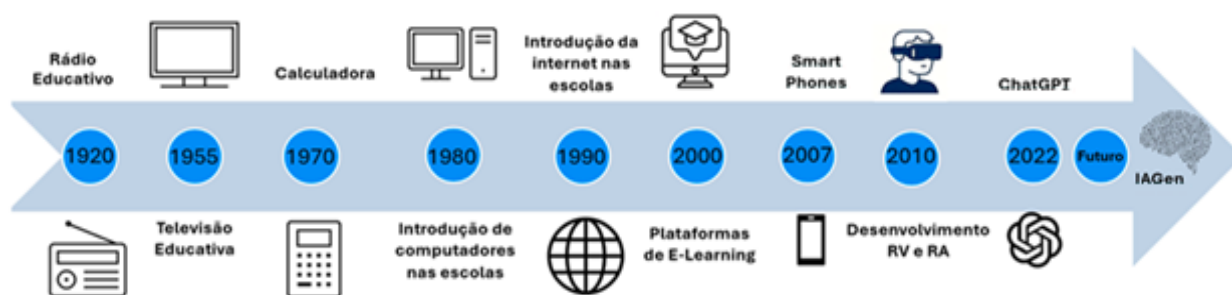 Rádio
Educativo
Calculadora
Introdução da
internet nas
escolas
Smart
Phones
ChatGPT
1920
1955
1970
1980
1990
2000
2007
2010
2022
Futuro
IAGen
Televisão
Educativa
Introdução de
computadores
nas escolas
Plataformas
de E-Learning
Desenvolvimento
RV e RA